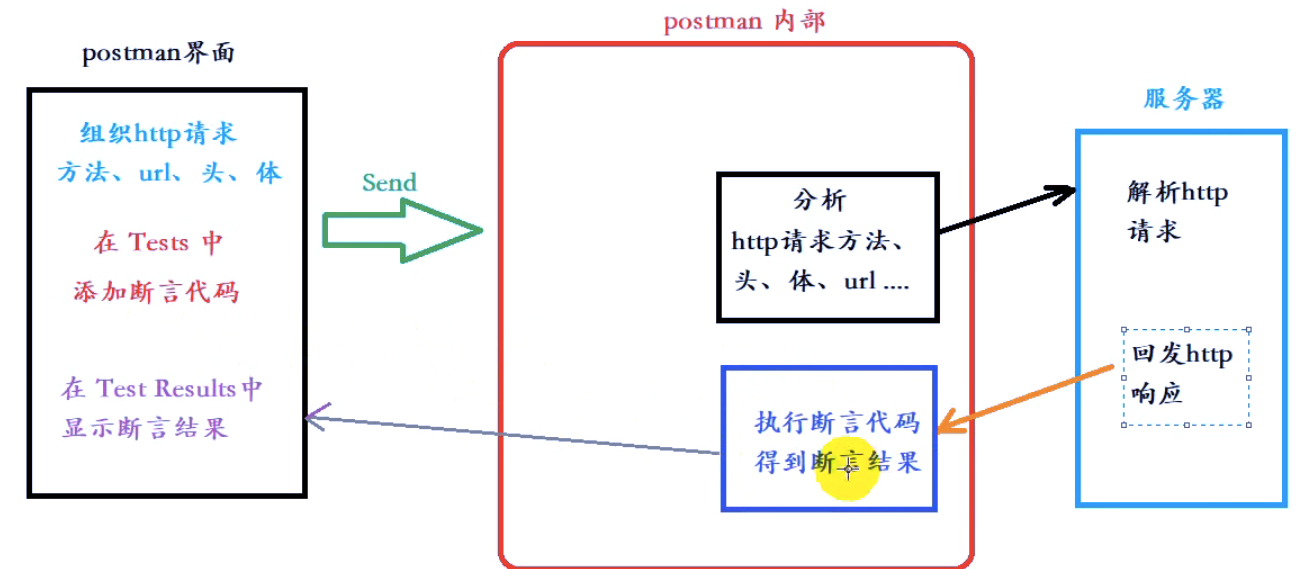 postman 内部
postman界面
服务器
组织http请求
方法、url、头、体
Send
在 Tests 中
添加断言代码
在 Test Results中
显示断言结果
分析
http请求方法、
头、体、url ....
执行断言代码
得到断言结果
解析http
请求
回发http
响应